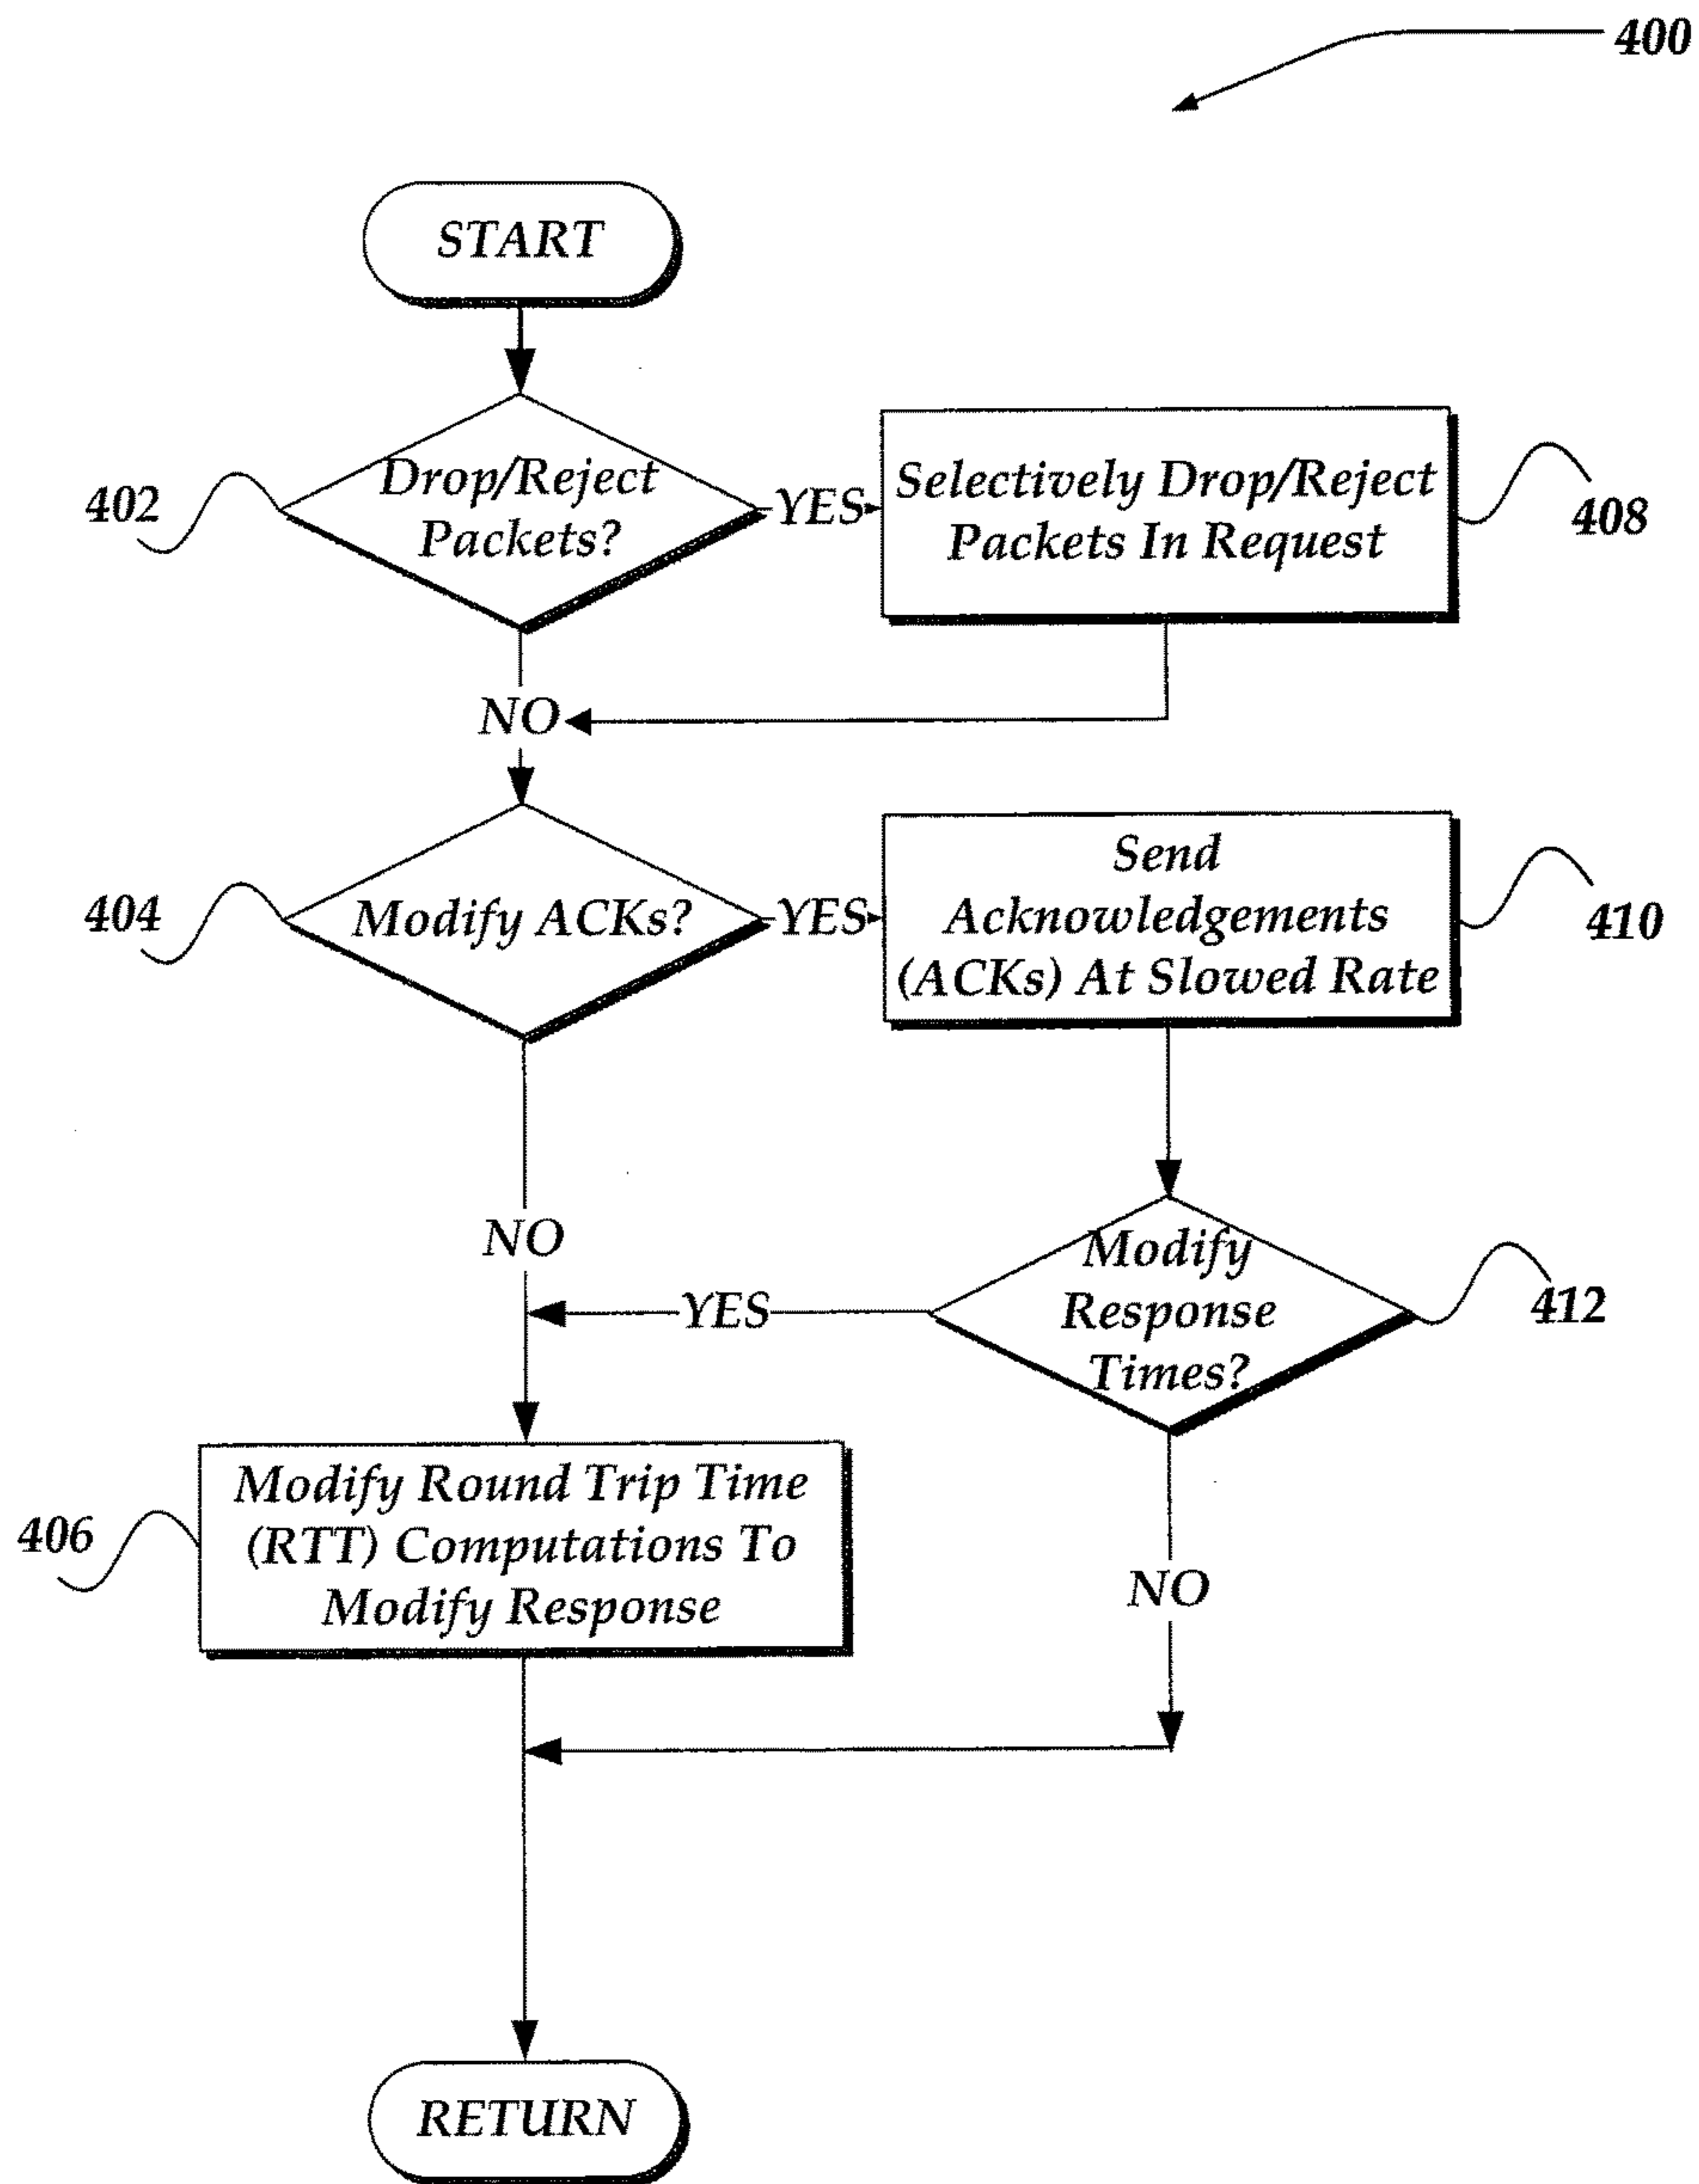 400
START
402
Drop/Reject
Packets?
YES
Selectively Drop/Reject
Packets In Request
408
NO
404
Modify ACKs?
YES
Send
Acknowledgements
(ACKs) At Slowed Rate
410
NO
YES
Modify
Response
Times?
412
406
Modify Round Trip Time
(RTT) Computations To
Modify Response
NO
RETURN